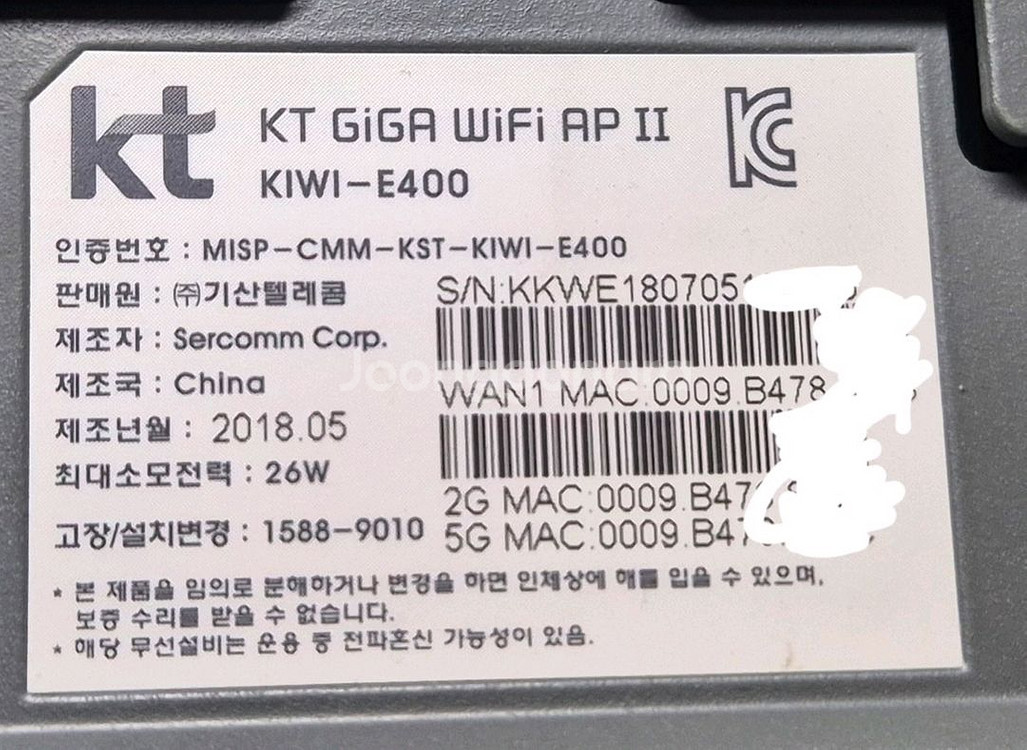 kt
KT GiGA WiFi AP II
KIWI-E400
인증번호 : MISP-CMM-KST-KIWI-E400
판매원 : ㈜기산텔레콤
제조자 : Sercomm Corp.
제조국 : China
제조년월 : 2018.05
최대소모전력 : 26W
고장/설치변경 : 1588-9010
S/N:KKWE1807051
WAN1 MAC:0009.B478
2G MAC:0009.B47
5G MAC:0009.B47
* 본 제품을 임의로 분해하거나 변경을 하면 인체상에 해를 입을 수 있으며,
보증 수리를 받을 수 없습니다.
* 해당 무선설비는 운용 중 전파혼신 가능성이 있음.